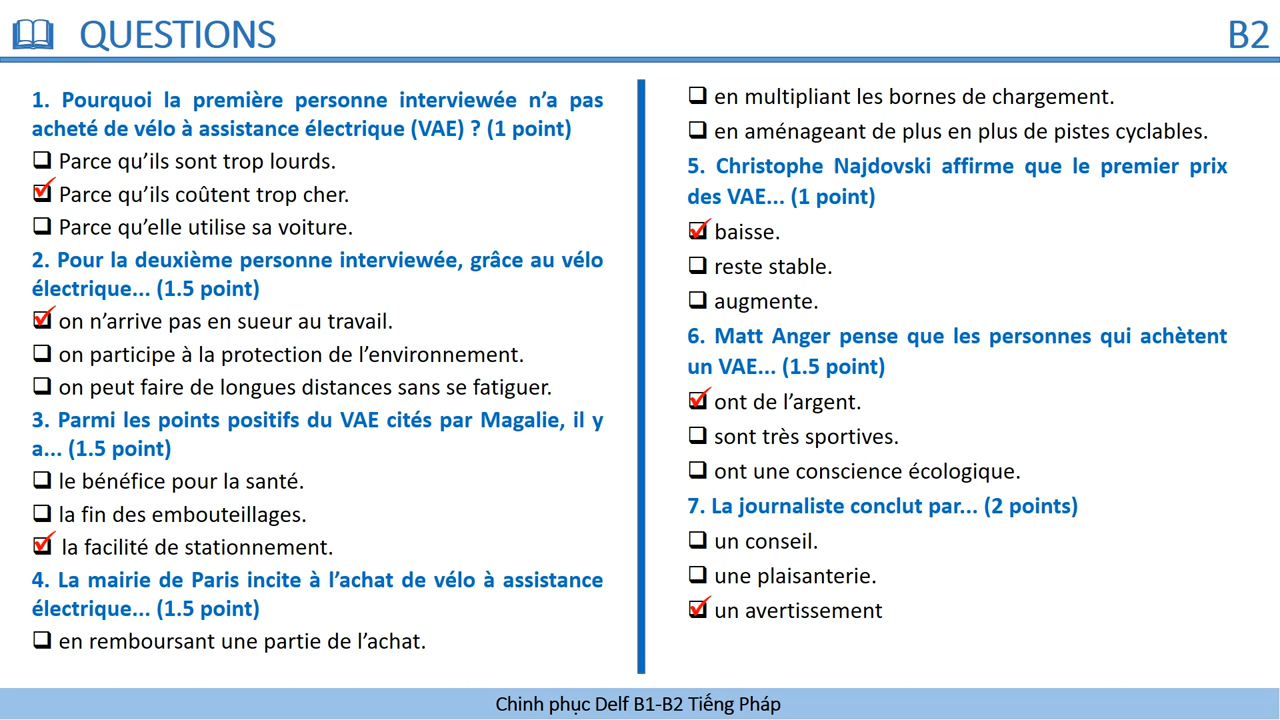 QUESTIONS
B2
1. Pourquoi la première personne interviewée n’a pas
acheté de vélo à assistance électrique (VAE) ? (1 point)
❑ Parce qu’ils sont trop lourds.
☑ Parce qu’ils coûtent trop cher.
❑ Parce qu’elle utilise sa voiture.
2. Pour la deuxième personne interviewée, grâce au vélo
électrique... (1.5 point)
☑ on n’arrive pas en sueur au travail.
❑ on participe à la protection de l’environnement.
❑ on peut faire de longues distances sans se fatiguer.
3. Parmi les points positifs du VAE cités par Magalie, il y
a... (1.5 point)
❑ le bénéfice pour la santé.
❑ la fin des embouteillages.
☑ la facilité de stationnement.
4. La mairie de Paris incite à l’achat de vélo à assistance
électrique... (1.5 point)
❑ en remboursant une partie de l’achat.
❑ en multipliant les bornes de chargement.
❑ en aménageant de plus en plus de pistes cyclables.
5. Christophe Najdovski affirme que le premier prix
des VAE... (1 point)
☑ baisse.
❑ reste stable.
❑ augmente.
6. Matt Anger pense que les personnes qui achètent
un VAE... (1.5 point)
☑ ont de l’argent.
❑ sont très sportives.
❑ ont une conscience écologique.
7. La journaliste conclut par... (2 points)
❑ un conseil.
❑ une plaisanterie.
☑ un avertissement
Chinh phục Delf B1-B2 Tiếng Pháp